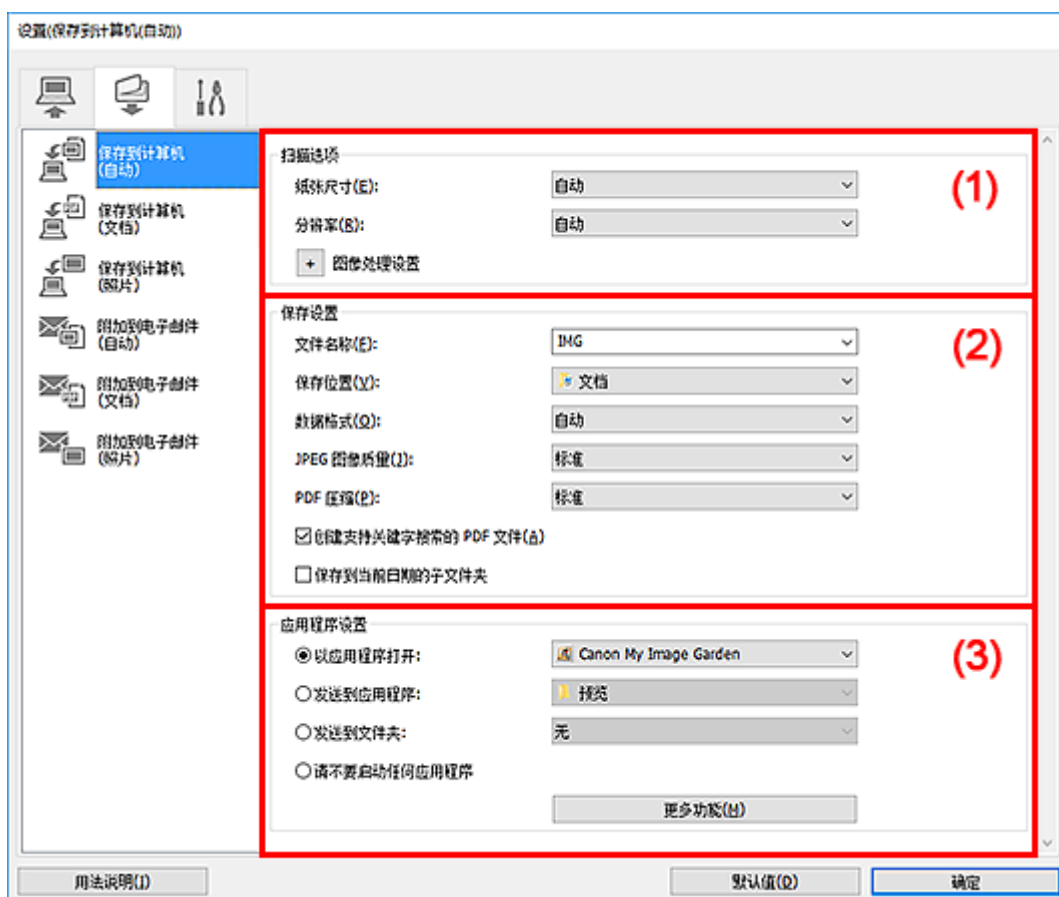 设置(保存到计算机(自动))
保存到计算机
(自动)
保存到计算机
(文档)
保存到计算机
(照片)
附加到电子邮件
(自动)
附加到电子邮件
(文档)
附加到电子邮件
(照片)
扫描选项
(1)
纸张尺寸(E): 自动
分辨率(R): 自动
+ 图像处理设置
保存设置
(2)
文件名称(F): IMG
保存位置(V): 文档
数据格式(O): 自动
JPEG 图像质量(J): 标准
PDF 压缩(P): 标准
创建支持关键字搜索的 PDF 文件(A)
保存到当前日期的子文件夹
应用程序设置
(3)
以应用程序打开: Canon My Image Garden
发送到应用程序: 预览
发送到文件夹: 无
请不要启动任何应用程序
更多功能(H)
用法说明(I)
默认值(D)
确定